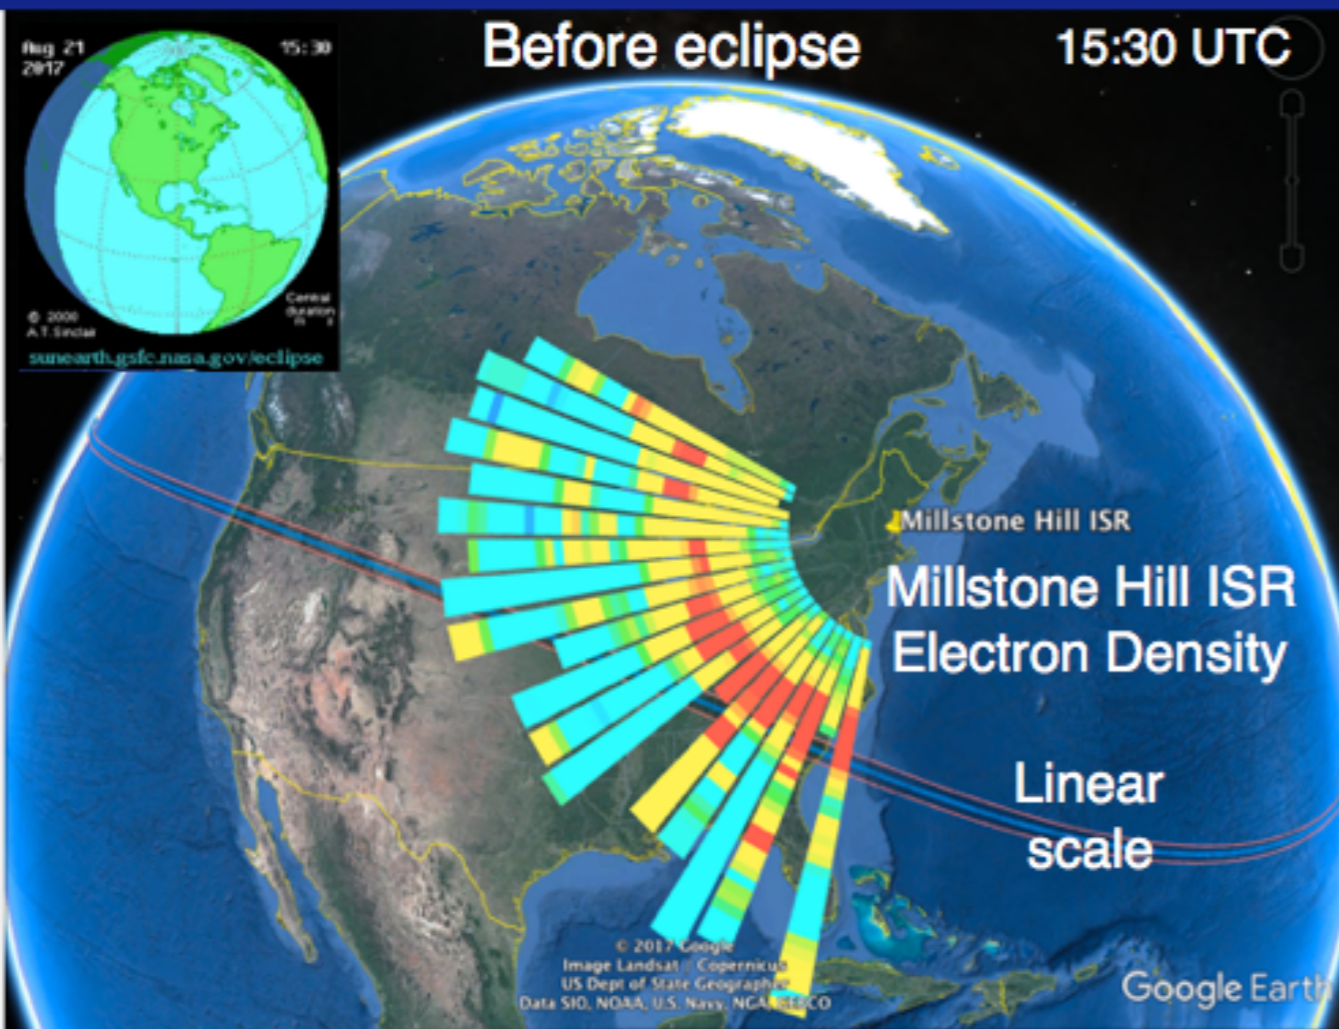 Before eclipse
15:30 UTC
Aug 21
2017
15:30
Central
duration
© 2000
A.T. Sinclair
sunearth.gsfc.nasa.gov/eclipse
Millstone Hill ISR
Millstone Hill ISR
Electron Density
Linear
scale
© 2017 Google
Image Landsat / Copernicus
US Dept of State Geographer
Data SIO, NOAA, U.S. Navy, NGA, GEBCO
Google Earth